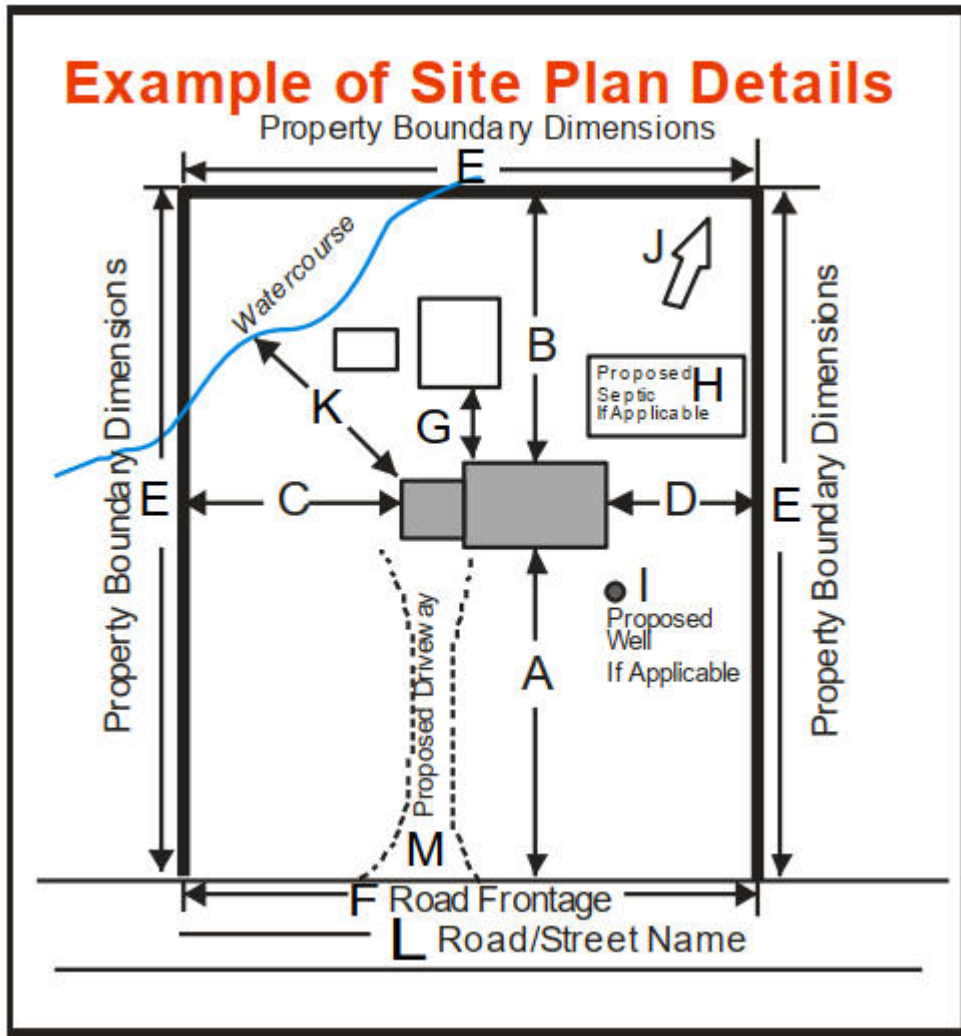 Example of Site Plan Details
Property Boundary Dimensions
E
J
Watercourse
Property Boundary Dimensions
B
Proposed H
Septic
If Applicable
Property Boundary Dimensions
K
G
E
C
D
E
I
Proposed
Well
If Applicable
Proposed Driveway
A
M
F Road Frontage
L Road/Street Name